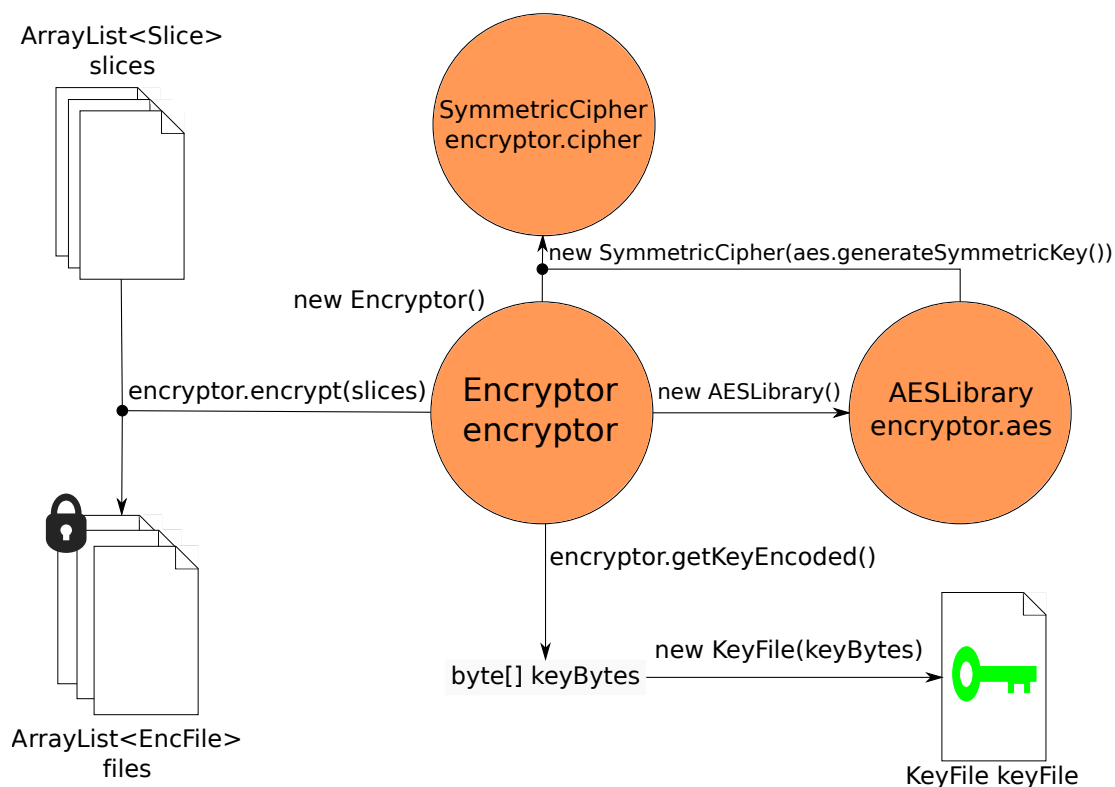 ArrayList<Slice>
slices
SymmetricCipher
encryptor.cipher
new SymmetricCipher(aes.generateSymmetricKey())
new Encryptor()
encryptor.encrypt(slices)
Encryptor
encryptor
new AESLibrary()
AESLibrary
encryptor.aes
encryptor.getKeyEncoded()
byte[] keyBytes
new KeyFile(keyBytes)
ArrayList<EncFile>
files
KeyFile keyFile